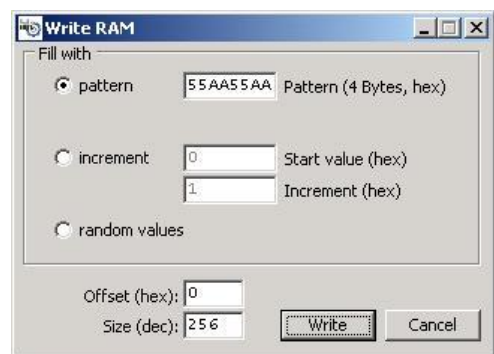 Write RAM
Fill with
pattern 55AA55AA Pattern (4 Bytes, hex)
increment 0 Start value (hex)
1 Increment (hex)
random values
Offset (hex): 0
Size (dec): 256 Write Cancel